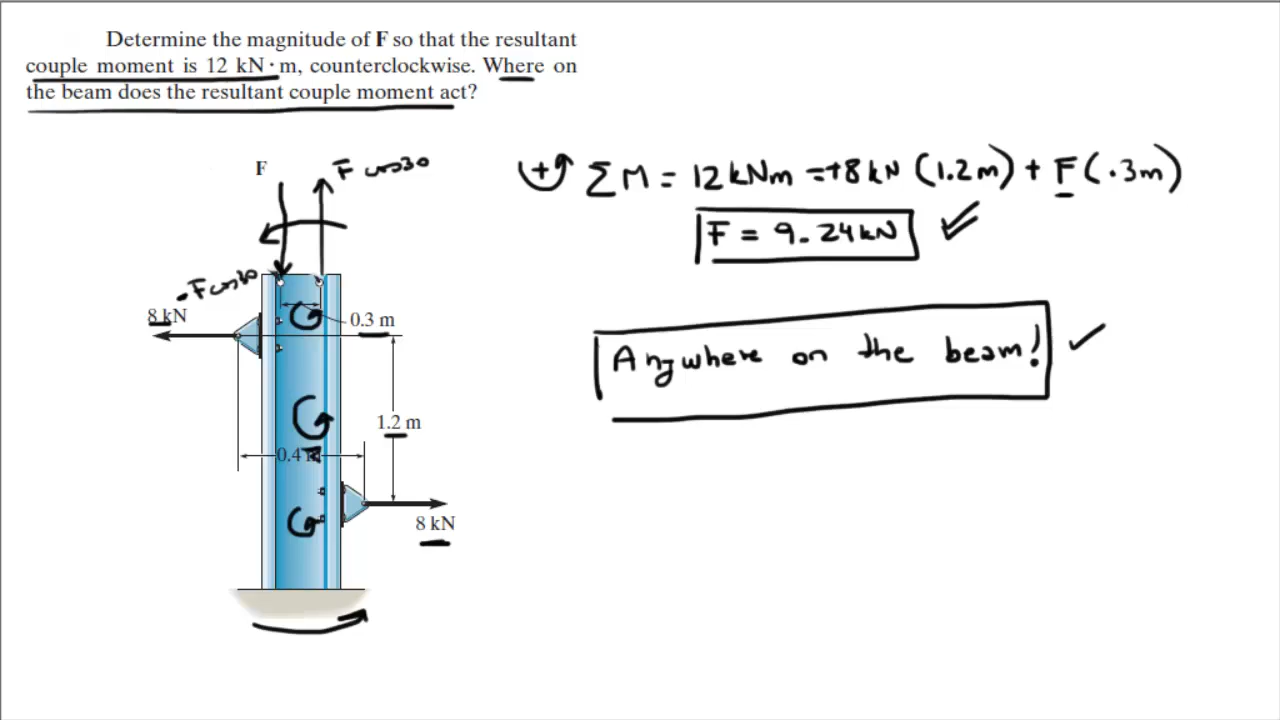 Determine the magnitude of F so that the resultant
couple moment is 12 kN · m, counterclockwise. Where on
the beam does the resultant couple moment act?
F
F cos30
+ ΣM = 12kNm = +8kN (1.2m) + F(.3m)
F = 9.24kN
-Fcos30
8 kN
0.3 m
Anywhere on the beam!
1.2 m
0.4
8 kN